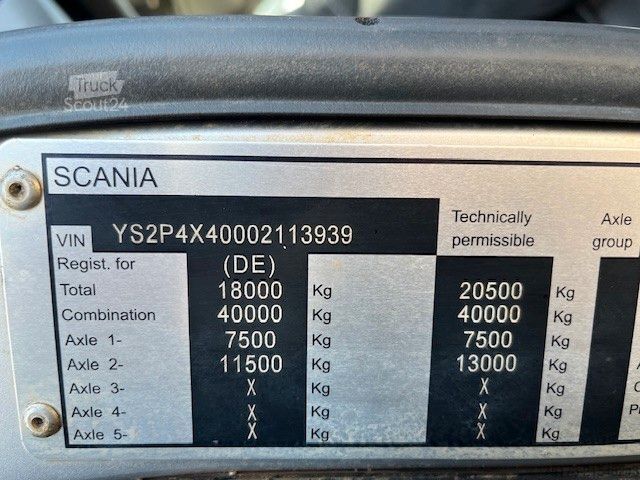 Truck
Scout24
SCANIA
VIN YS2P4X40002113939 Technically permissible Axle group
Regist. for (DE)
Total 18000 Kg 20500 Kg
Combination 40000 Kg 40000 Kg
Axle 1- 7500 Kg 7500 Kg
Axle 2- 11500 Kg 13000 Kg
Axle 3- X Kg X Kg
Axle 4- X Kg X Kg
Axle 5- X Kg X Kg